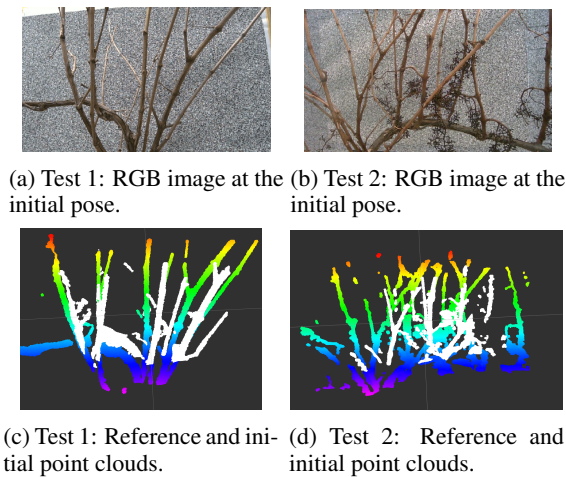 (a) Test 1: RGB image at the
initial pose.
(b) Test 2: RGB image at the
initial pose.
(c) Test 1: Reference and ini-
tial point clouds.
(d) Test 2: Reference and
initial point clouds.